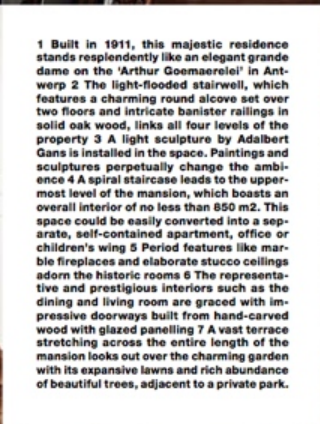 1 Built in 1911, this majestic residence
stands resplendently like an elegant grande
dame on the 'Arthur Goemaerelei' in Ant-
werp 2 The light-flooded stairwell, which
features a charming round alcove set over
two floors and intricate banister railings in
solid oak wood, links all four levels of the
property 3 A light sculpture by Adalbert
Gans is installed in the space. Paintings and
sculptures perpetually change the ambi-
ence 4 A spiral staircase leads to the upper-
most level of the mansion, which boasts an
overall interior of no less than 850 m2. This
space could be easily converted into a sep-
arate, self-contained apartment, office or
children's wing 5 Period features like mar-
ble fireplaces and elaborate stucco ceilings
adorn the historic rooms 6 The representa-
tive and prestigious interiors such as the
dining and living room are graced with im-
pressive doorways built from hand-carved
wood with glazed panelling 7 A vast terrace
stretching across the entire length of the
mansion looks out over the charming garden
with its expansive lawns and rich abundance
of beautiful trees, adjacent to a private park.